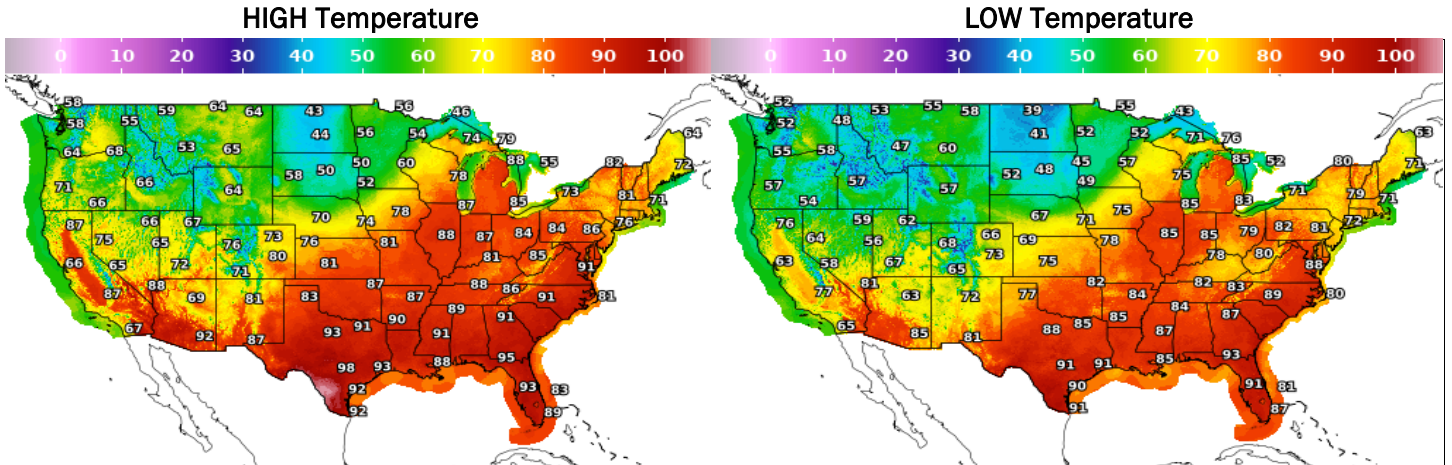 HIGH Temperature LOW Temperature
0 10 20 30 40 50 60 70 80 90 100 0 10 20 30 40 50 60 70 80 90 100
58 59 64 64 43 56 46 52 53 55 58 39 55 43
58 55 44 56 54 74 79 64 52 48 41 52 52 71 76 63
64 68 53 65 50 60 88 55 82 72 55 58 47 60 45 57 85 52 80 71
71 66 64 58 50 52 78 73 81 71 57 57 57 52 48 49 75 71 79 71
66 87 85 54 85 83
87 66 67 70 74 78 88 87 84 84 86 76 76 59 62 67 71 75 85 85 79 82 81 72
75 65 76 73 76 81 64 56 68 66 69 78
66 65 72 71 80 81 81 85 91 63 58 67 65 73 75 78 80 88
87 88 69 81 83 87 87 88 86 91 81 77 81 63 72 77 82 84 82 83 89 80
67 92 87 93 91 90 91 89 91 65 85 81 88 85 85 87 84 87
98 93 88 95 91 91 85 93
92 93 83 90 91 81
92 89 91 87